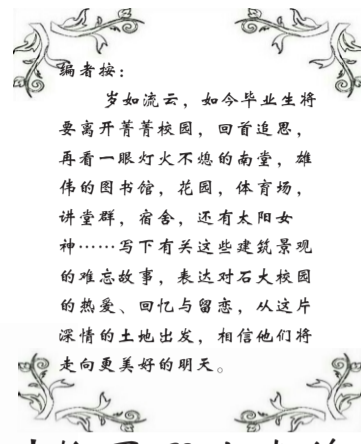 编者按：
岁如流云，如今毕业生将
要离开菁菁校园，回首追思，
再看一眼灯火不熄的南堂，雄
伟的图书馆，花园，体育场，
讲堂群，宿舍，还有太阳女
神……写下有关这些建筑景观
的难忘故事，表达对石大校园
的热爱、回忆与留恋，从这片
深情的土地出发，相信他们将
走向更美好的明天。